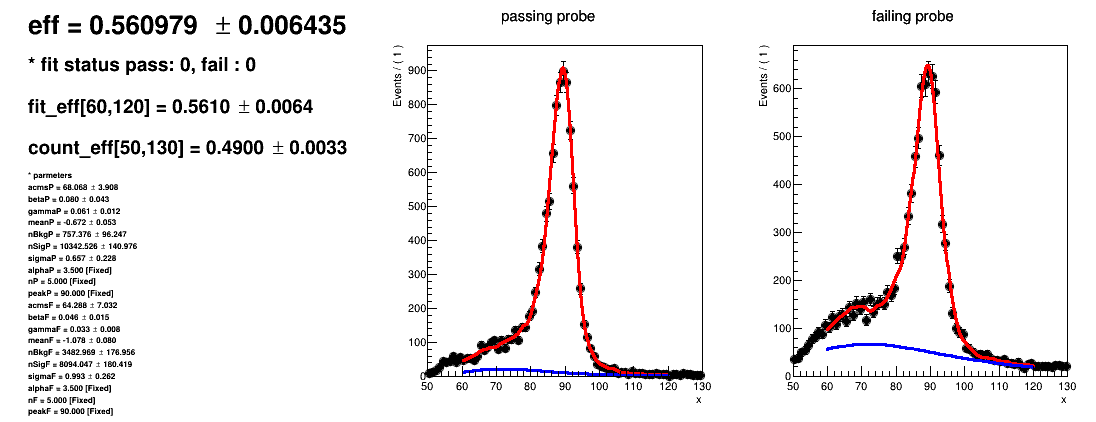 eff = 0.560979 ± 0.006435
* fit status pass: 0, fail : 0
fit_eff[60,120] = 0.5610 ± 0.0064
count_eff[50,130] = 0.4900 ± 0.0033
* parmeters
acmsP = 68.068 ± 3.908
betaP = 0.080 ± 0.043
gammaP = 0.061 ± 0.012
meanP = -0.672 ± 0.053
nBkgP = 757.376 ± 96.247
nSigP = 10342.526 ± 140.976
sigmaP = 0.657 ± 0.228
alphaP = 3.500 [Fixed]
nP = 5.000 [Fixed]
peakP = 90.000 [Fixed]
acmsF = 64.288 ± 7.032
betaF = 0.046 ± 0.015
gammaF = 0.033 ± 0.008
meanF = -1.078 ± 0.080
nBkgF = 3482.969 ± 176.956
nSigF = 8094.047 ± 180.419
sigmaF = 0.993 ± 0.262
alphaF = 3.500 [Fixed]
nF = 5.000 [Fixed]
peakF = 90.000 [Fixed]
passing probe
Events / ( 1 )
900
800
700
600
500
400
300
200
100
0
50 60 70 80 90 100 110 120 130
x
failing probe
Events / ( 1 )
600
500
400
300
200
100
0
50 60 70 80 90 100 110 120 130
x